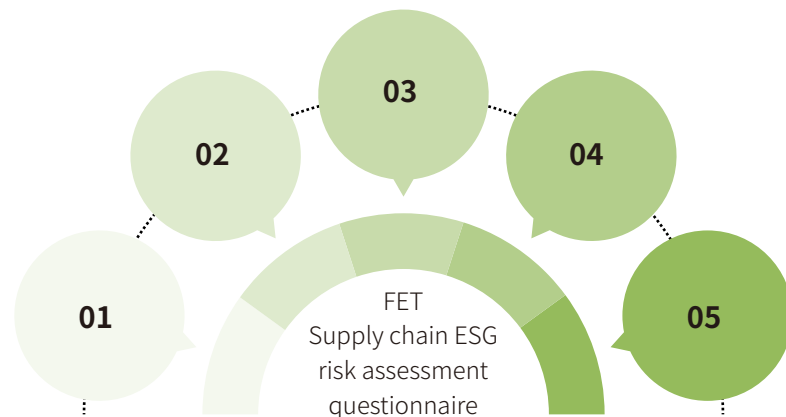 01
02
03
04
05
FET
Supply chain ESG
risk assessment
questionnaire